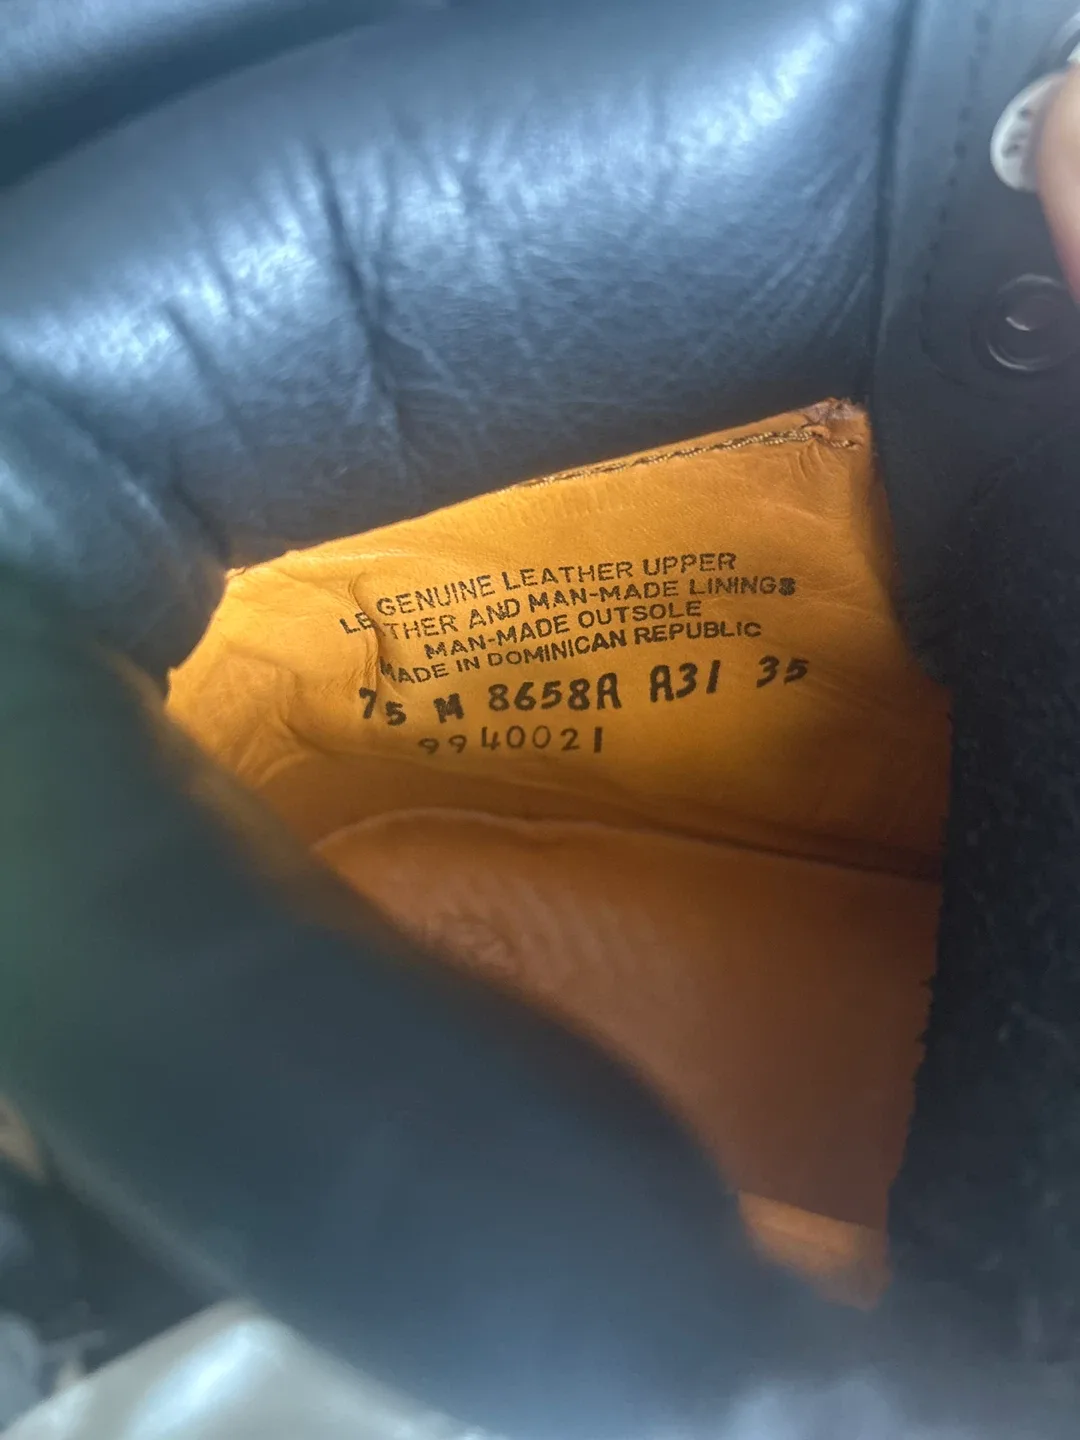 GENUINE LEATHER UPPER
LEATHER AND MAN-MADE LININGS
MAN-MADE OUTSOLE
MADE IN DOMINICAN REPUBLIC
75 M 8658A A31 35
9940021